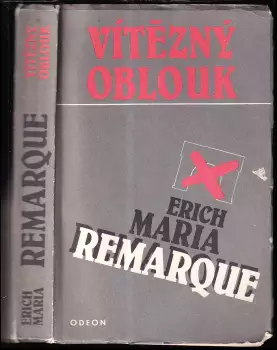 VÍTĚZNÝ
OBLOUK
ERICH
MARIA
REMARQUE
ODEON
ERICH
MARIA
REMARQUE
VÍTĚZNÝ
OBLOUK